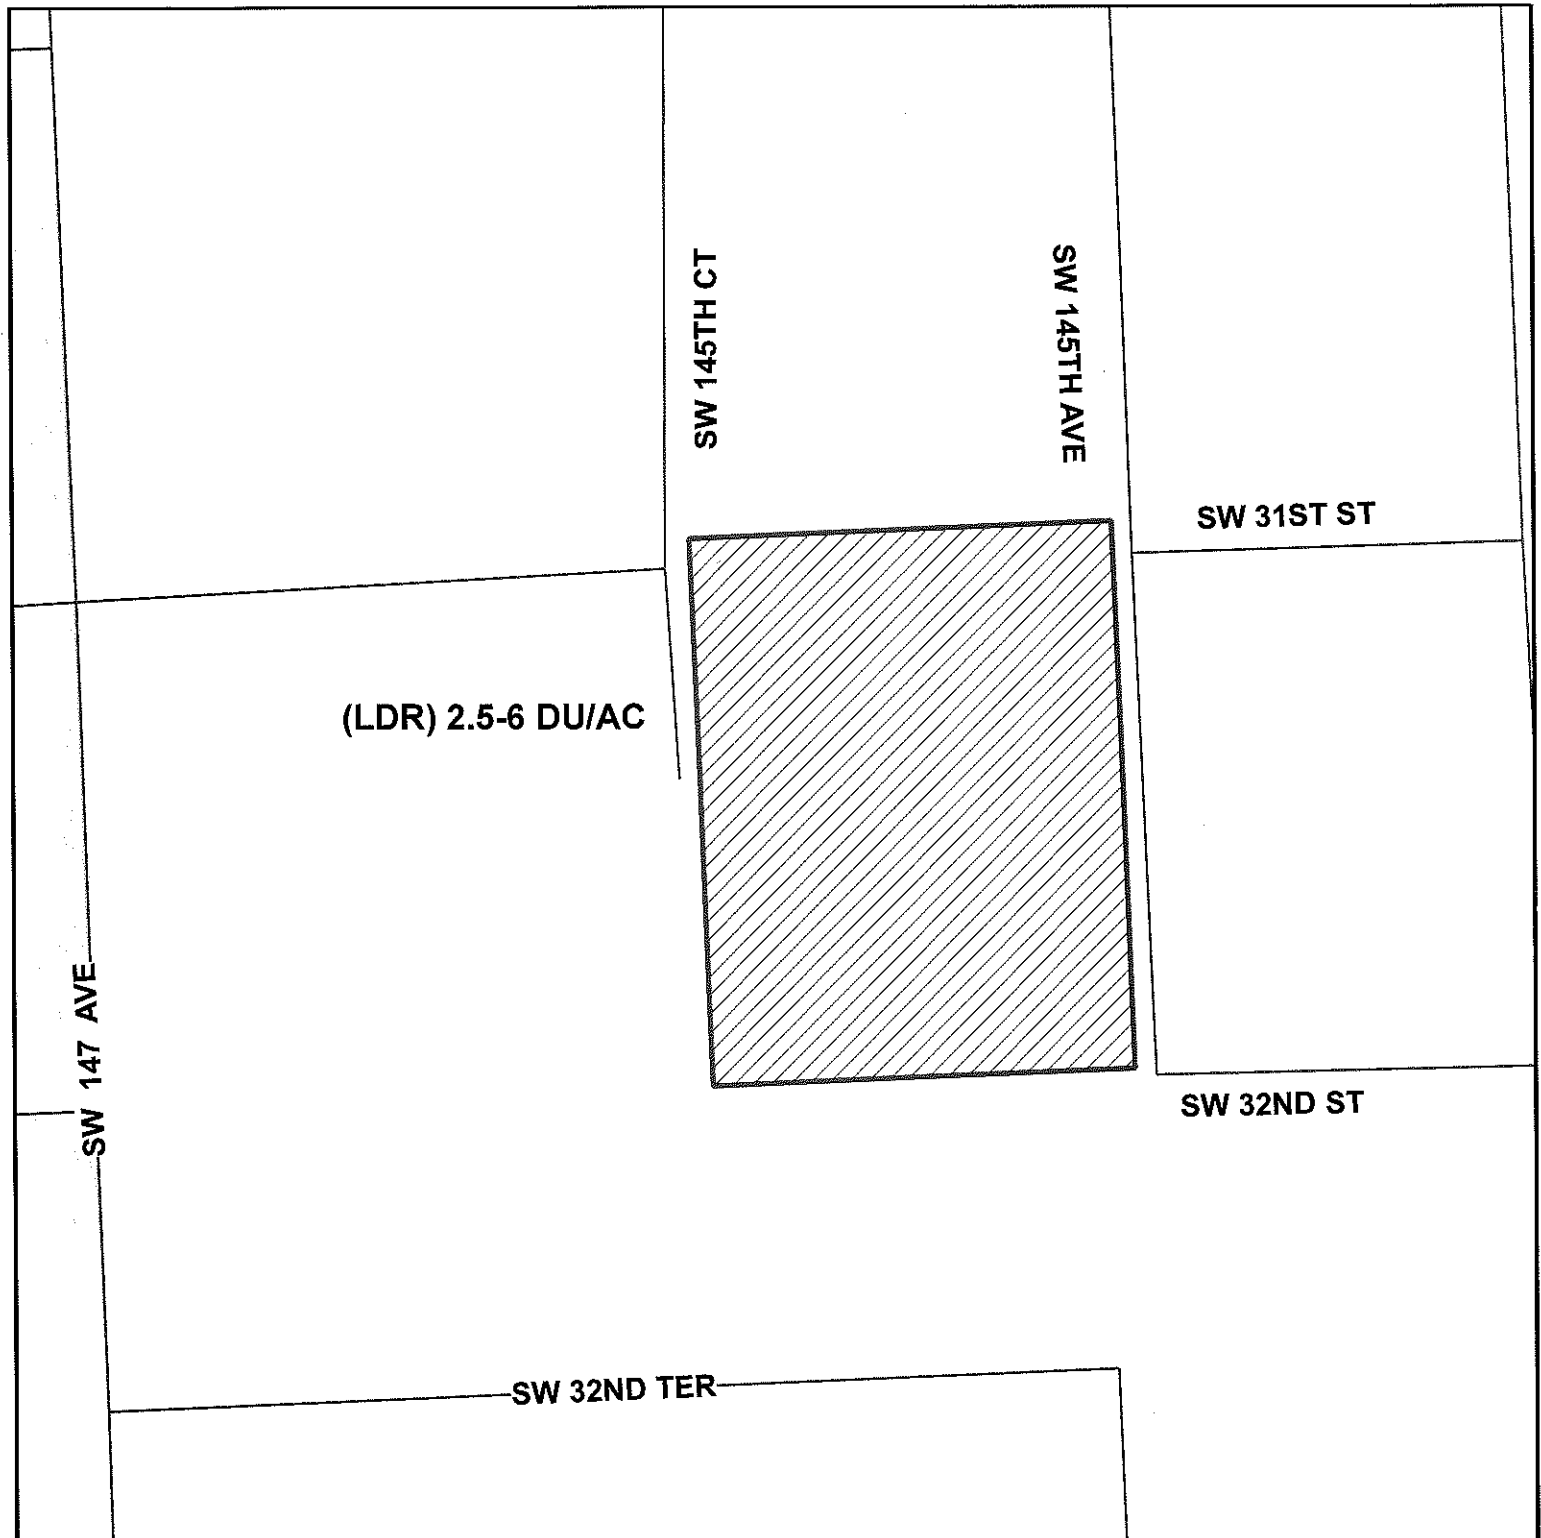 SW 145TH CT
SW 145TH AVE
SW 31ST ST
(LDR) 2.5-6 DU/AC
SW 147 AVE
SW 32ND ST
SW 32ND TER